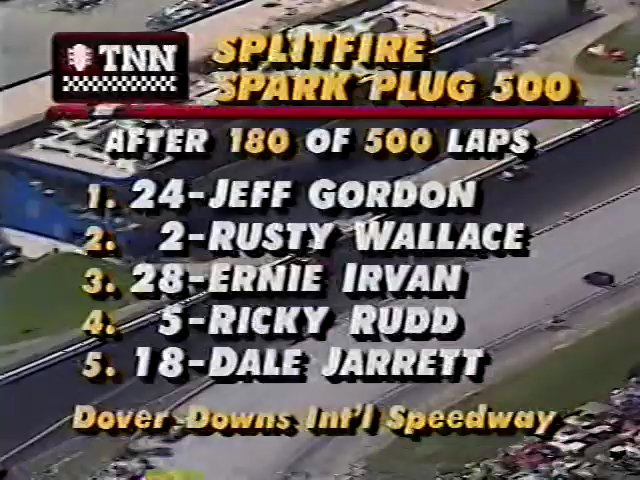 TNN
SPLITFIRE
SPARK PLUG 500
AFTER 180 OF 500 LAPS
1. 24-JEFF GORDON
2. 2-RUSTY WALLACE
3. 28-ERNIE IRVAN
4. 5-RICKY RUDD
5. 18-DALE JARRETT
Dover Downs Int'l Speedway